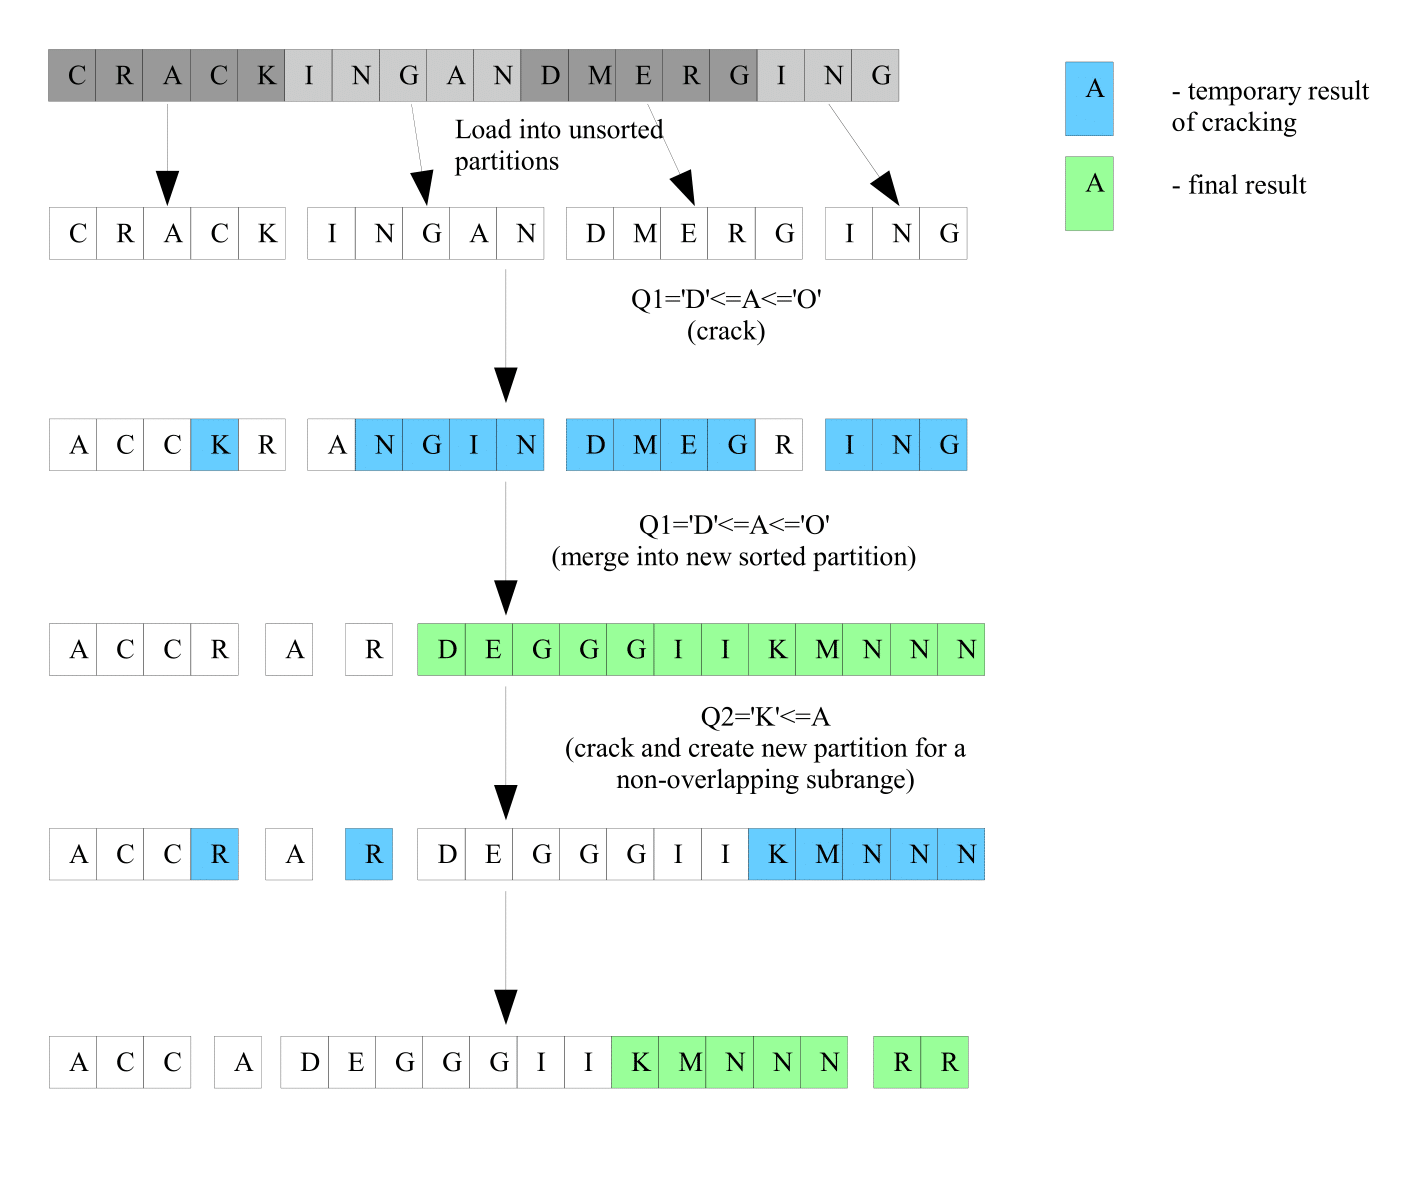 C R A C K I N G A N D M E R G I N G
A - temporary result
of cracking
Load into unsorted
partitions
A - final result
C R A C K I N G A N D M E R G I N G
Q1='D'<=A<='O'
(crack)
A C C K R A N G I N D M E G R I N G
Q1='D'<=A<='O'
(merge into new sorted partition)
A C C R A R D E G G G I I K M N N N
Q2='K'<=A
(crack and create new partition for a
non-overlapping subrange)
A C C R A R D E G G G I I K M N N N
A C C A D E G G G I I K M N N N R R